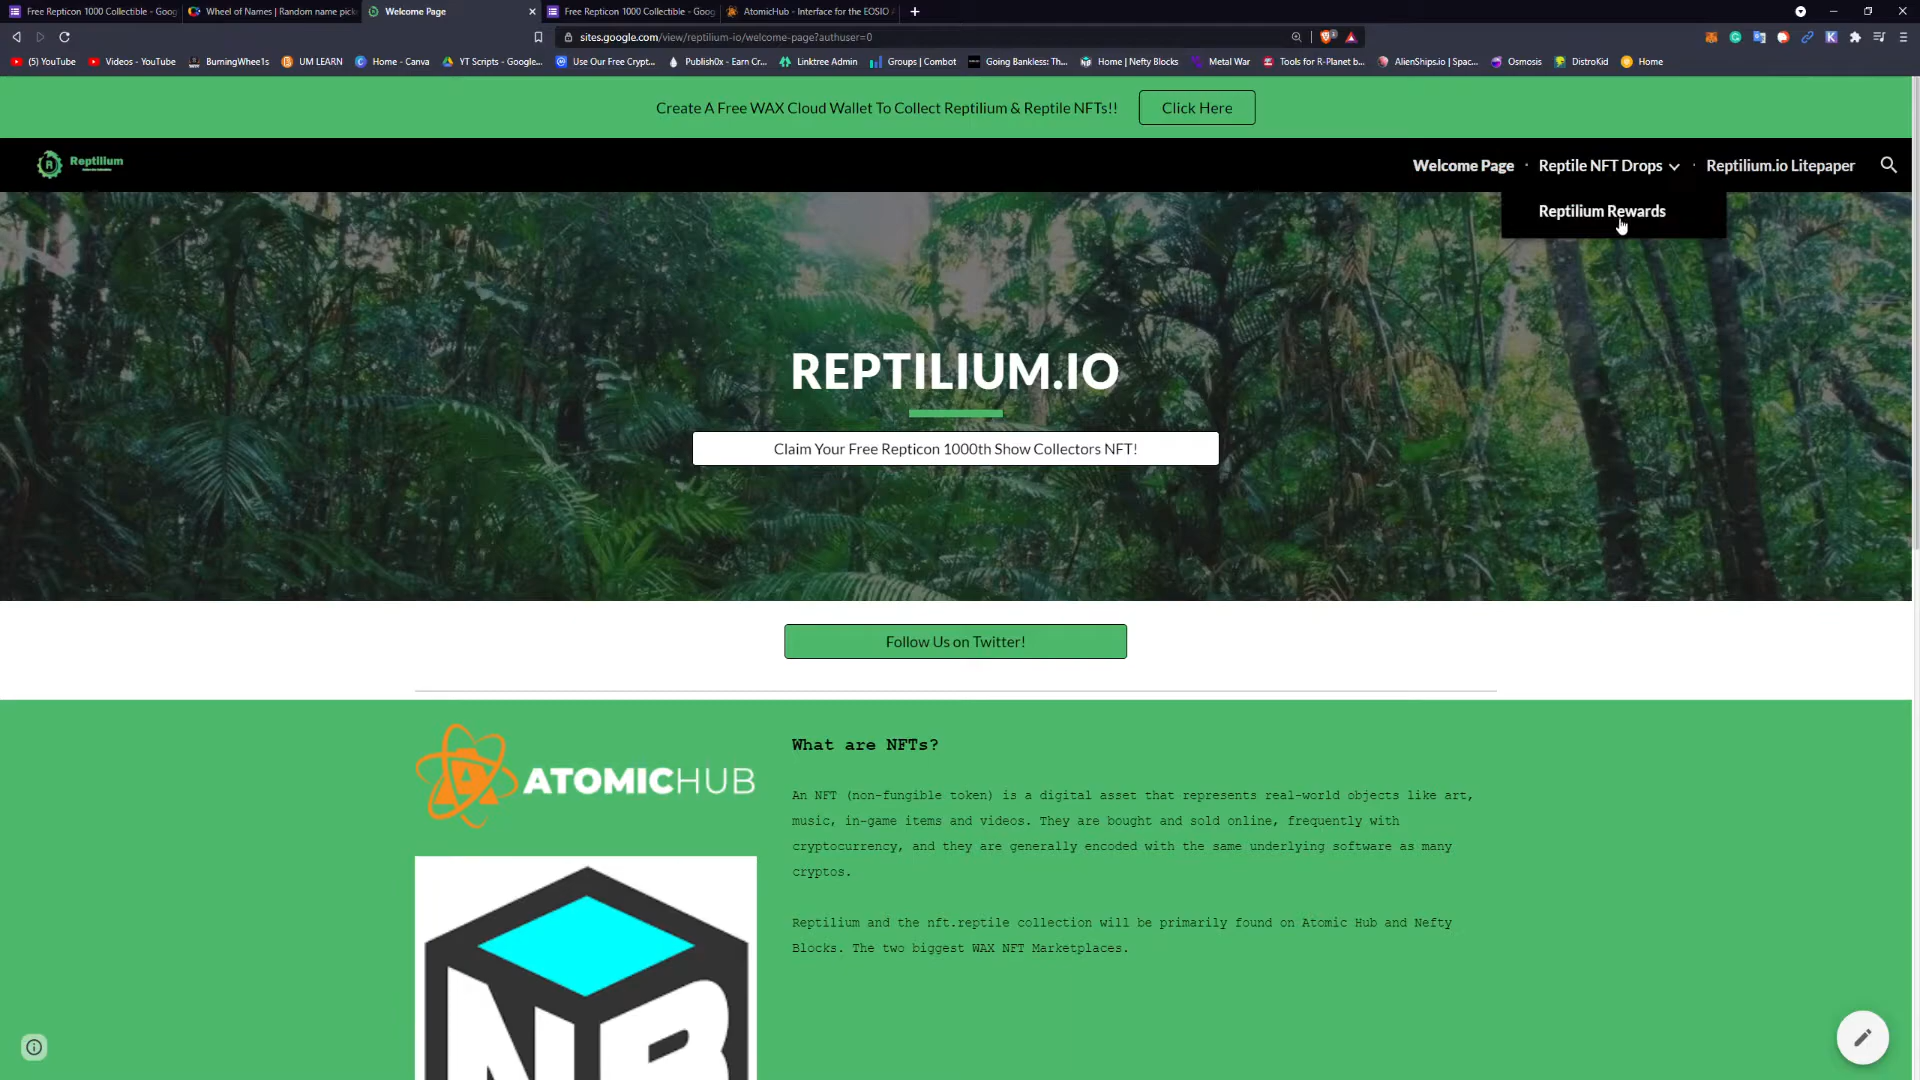 Free Repticon 1000 Collectible - Goog
Wheel of Names | Random name picke
Welcome Page
Free Repticon 1000 Collectible - Goog
AtomicHub - Interface for the EOSIO
sites.google.com/view/reptilium-io/welcome-page?authuser=0
(5) YouTube
Videos - YouTube
BurningWhee1s
UM LEARN
Home - Canva
YT Scripts - Google...
Use Our Free Crypt...
Publish0x - Earn Cr...
Linktree Admin
Groups | Combot
Going Bankless: Th...
Home | Nefty Blocks
Metal War
Tools for R-Planet b...
AlienShips.io | Spac...
Osmosis
DistroKid
Home
Create A Free WAX Cloud Wallet To Collect Reptilium & Reptile NFTs!!
Click Here
Reptilium
Welcome Page
Reptile NFT Drops
Reptilium.io Litepaper
Reptilium Rewards
REPTILIUM.IO
Claim Your Free Repticon 1000th Show Collectors NFT!
Follow Us on Twitter!
ATOMICHUB
What are NFTs?
An NFT (non-fungible token) is a digital asset that represents real-world objects like art,
music, in-game items and videos. They are bought and sold online, frequently with
cryptocurrency, and they are generally encoded with the same underlying software as many
cryptos.
Reptilium and the nft.reptile collection will be primarily found on Atomic Hub and Nefty
Blocks. The two biggest WAX NFT Marketplaces.
NB